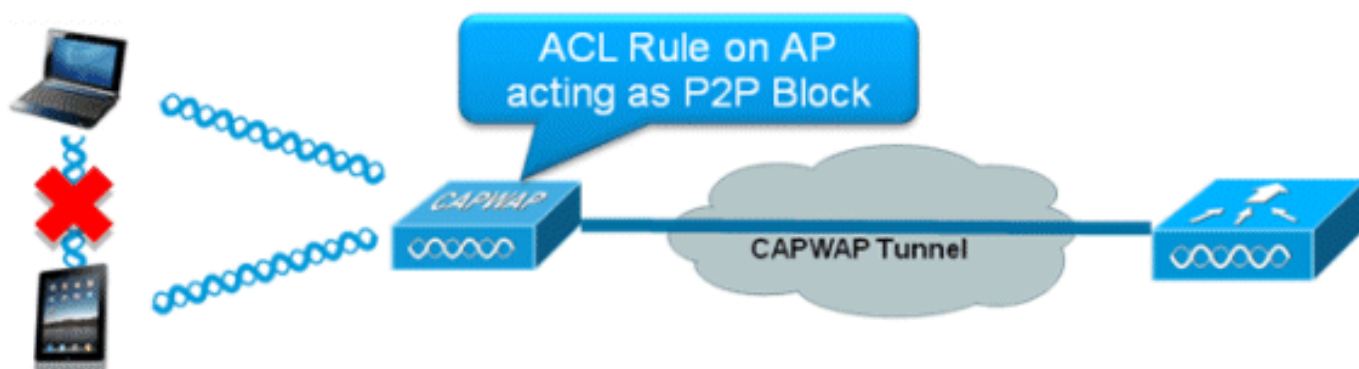 ACL Rule on AP
acting as P2P Block
CAPWAP
CAPWAP Tunnel